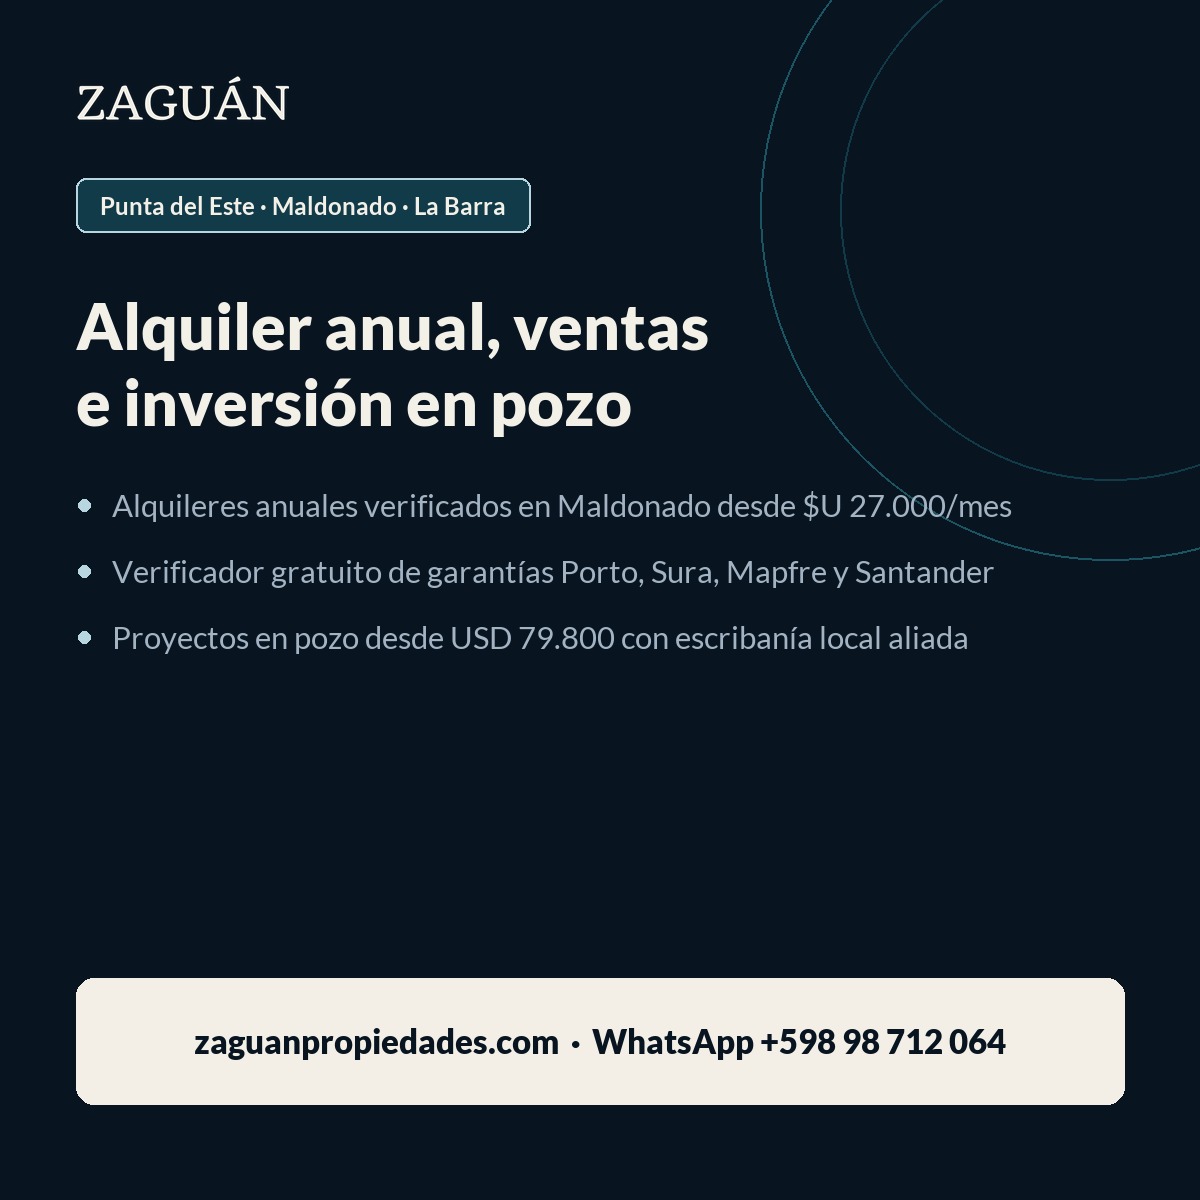 ZAGUÁN
Punta del Este · Maldonado · La Barra
Alquiler anual, ventas
e inversión en pozo
• Alquileres anuales verificados en Maldonado desde $U 27.000/mes
• Verificador gratuito de garantías Porto, Sura, Mapfre y Santander
• Proyectos en pozo desde USD 79.800 con escribanía local aliada
zaguanpropiedades.com · WhatsApp +598 98 712 064